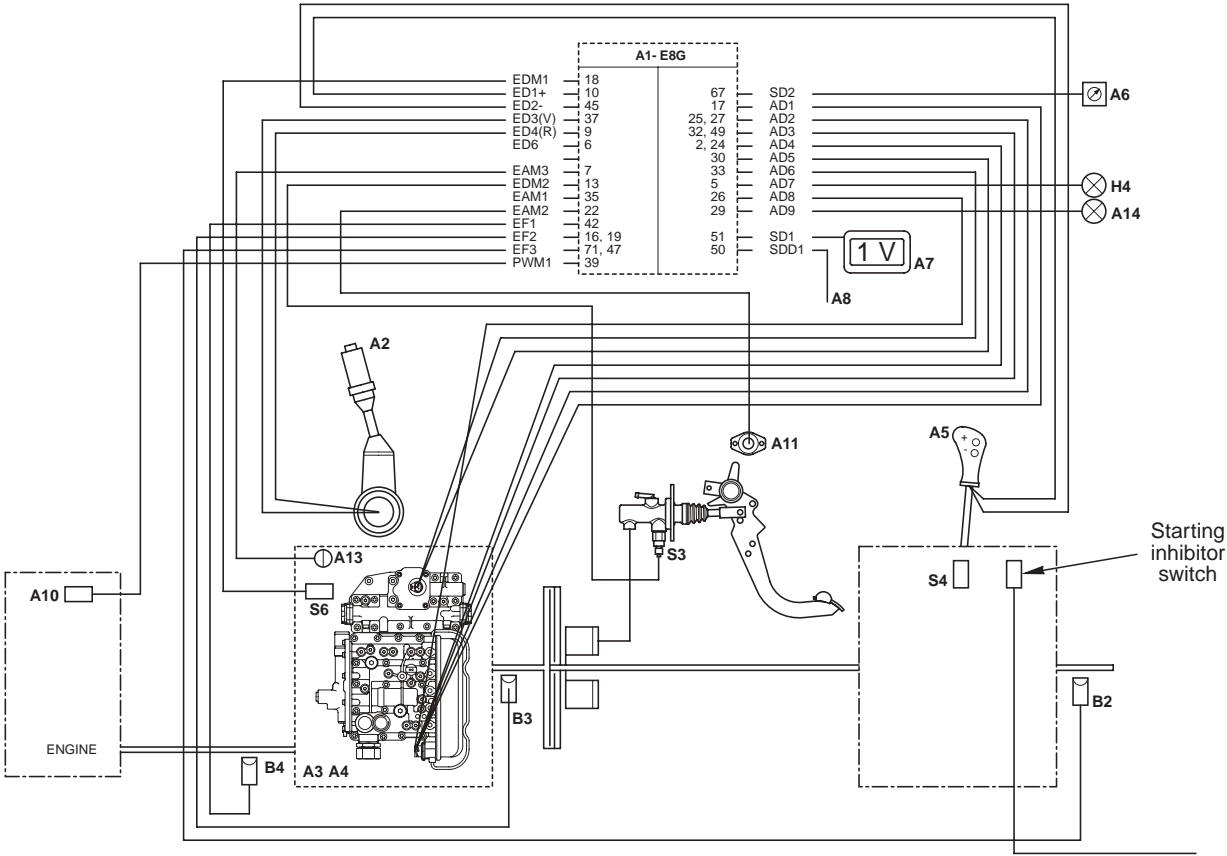 A1- E8G
EDM1 18
ED1+ 10
ED2- 45
ED3(V) 37
ED4(R) 9
ED6 6
EAM3 7
EDM2 13
EAM1 35
EAM2 22
EF1 42
EF2 16, 19
EF3 71, 47
PWM1 39
67 SD2
17 AD1
25, 27 AD2
32, 49 AD3
2, 24 AD4
30 AD5
33 AD6
5 AD7
26 AD8
29 AD9
51 SD1
50 SDD1
A6
H4
A14
1 V
A7
A8
A2
A11
A5
Starting
inhibitor
switch
S3
S4
A13
S6
A10
B3
B2
ENGINE
B4
A3 A4